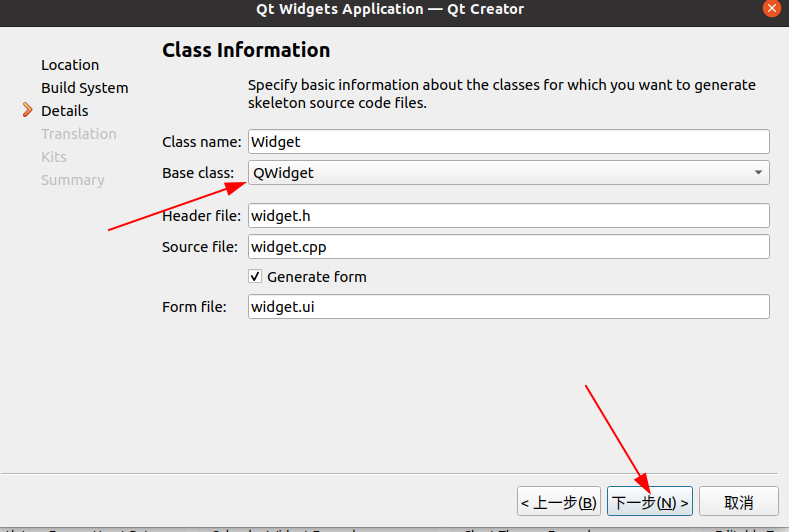 Qt Widgets Application — Qt Creator
Location
Build System
Details
Translation
Kits
Summary
Class Information
Specify basic information about the classes for which you want to generate
skeleton source code files.
Class name: Widget
Base class: QWidget
Header file: widget.h
Source file: widget.cpp
Generate form
Form file: widget.ui
< 上一步(B)
下一步(N) >
取消